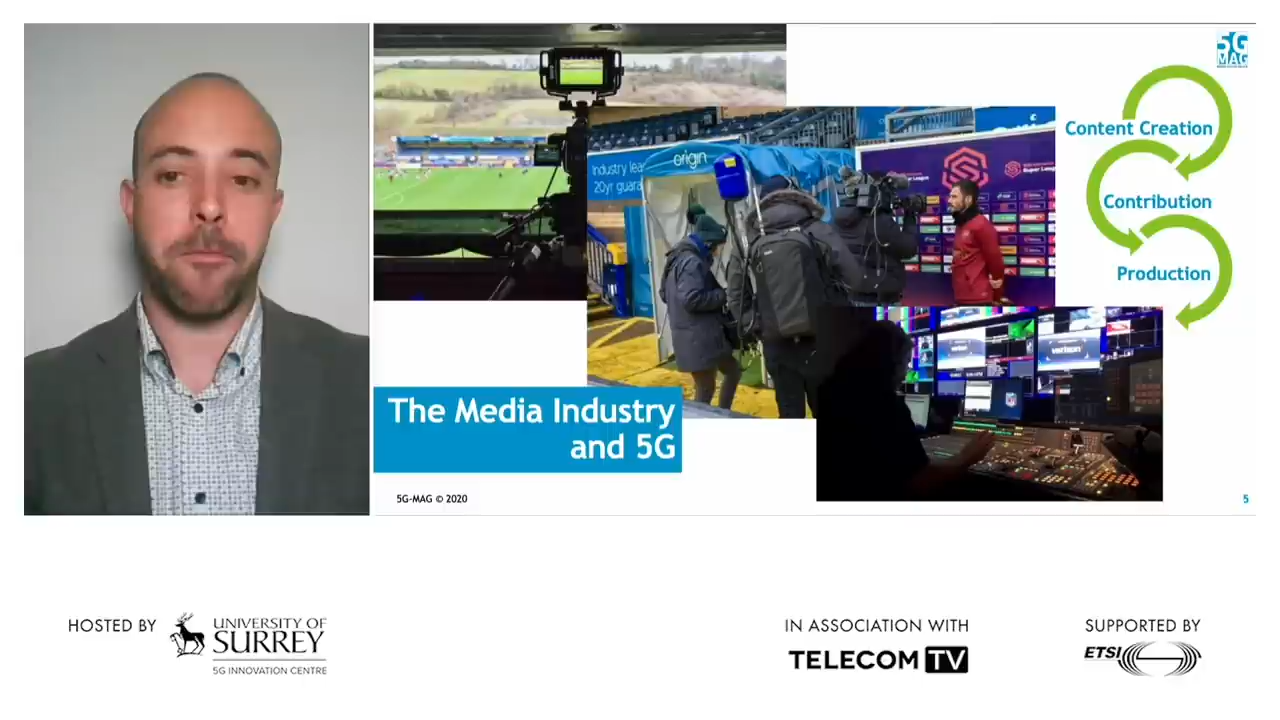 5G
MAG
Content Creation
Contribution
Production
origin
Industry lea
20yr guara
verizon
The Media Industry
and 5G
5G-MAG © 2020
5
HOSTED BY
UNIVERSITY OF
SURREY
5G INNOVATION CENTRE
IN ASSOCIATION WITH
TELECOM TV
SUPPORTED BY
ETSI